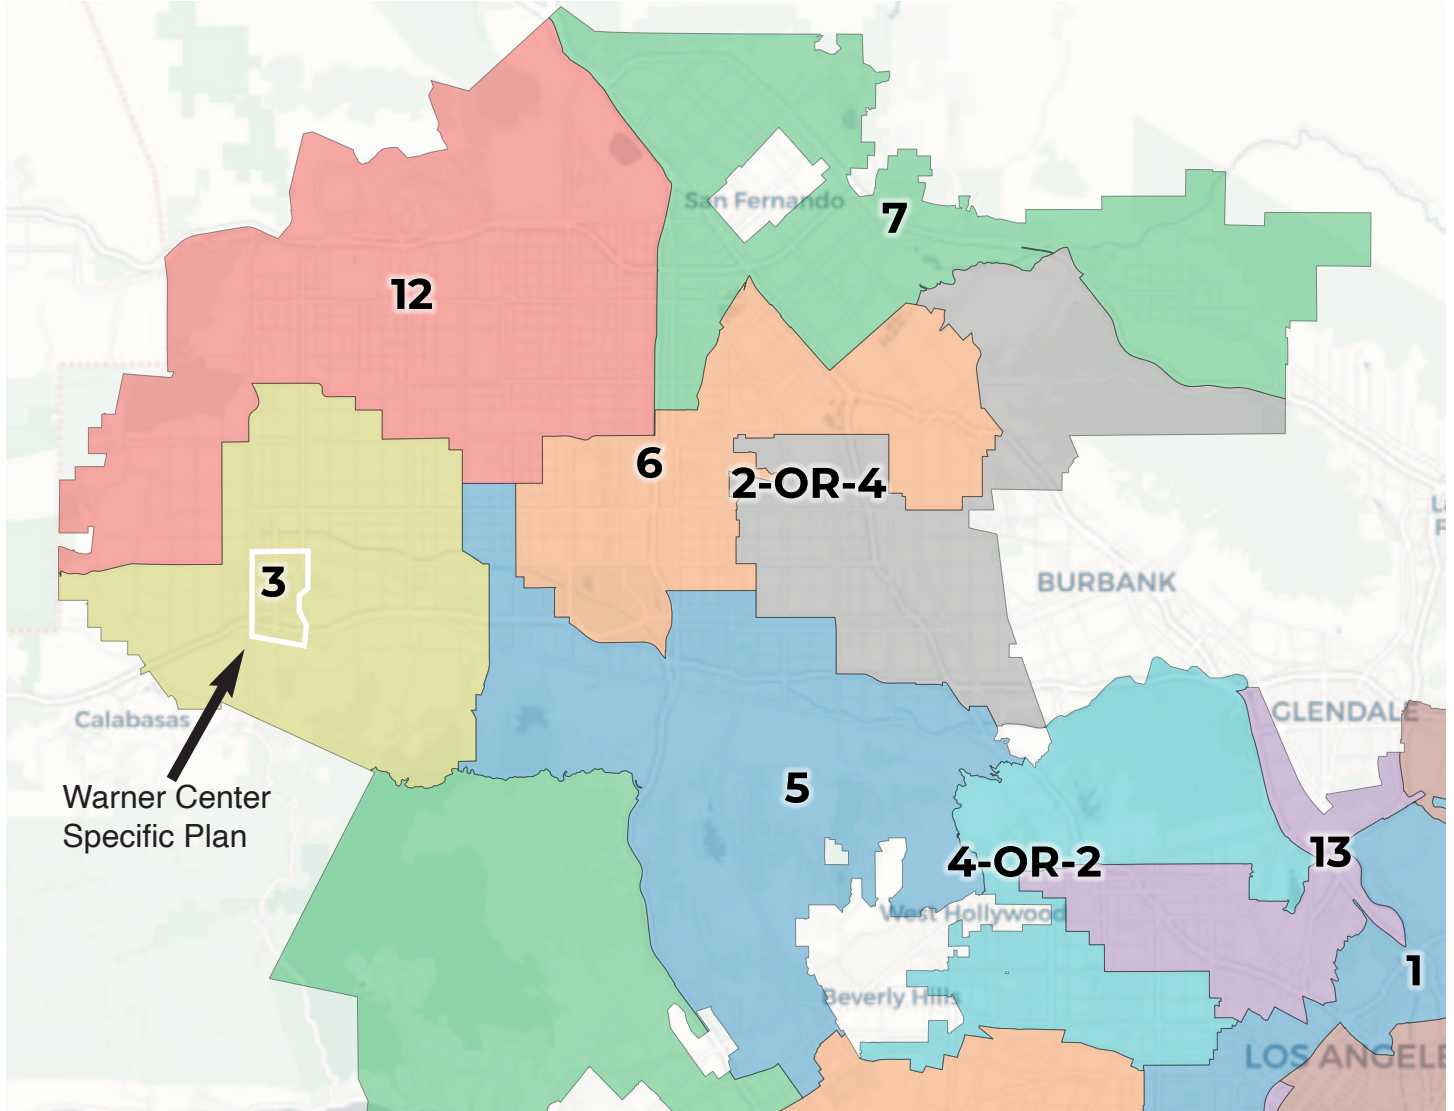 San Fernando
7
12
6
2-OR-4
3
BURBANK
Calabasas
GLENDALE
Warner Center
Specific Plan
5
4-OR-2
13
West Hollywood
1
Beverly Hills
LOS ANGELE